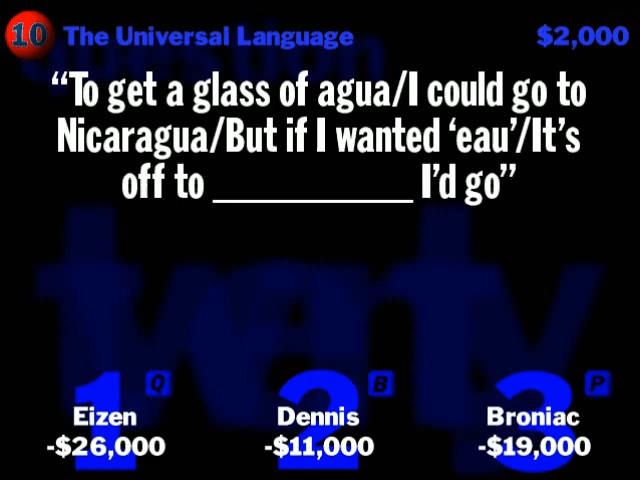 10 The Universal Language $2,000
“To get a glass of agua/I could go to
Nicaragua/But if I wanted ‘eau’/It’s
off to __________ I’d go”
twenty
1 Q 2 B 3 P
Eizen Dennis Broniac
-$26,000 -$11,000 -$19,000